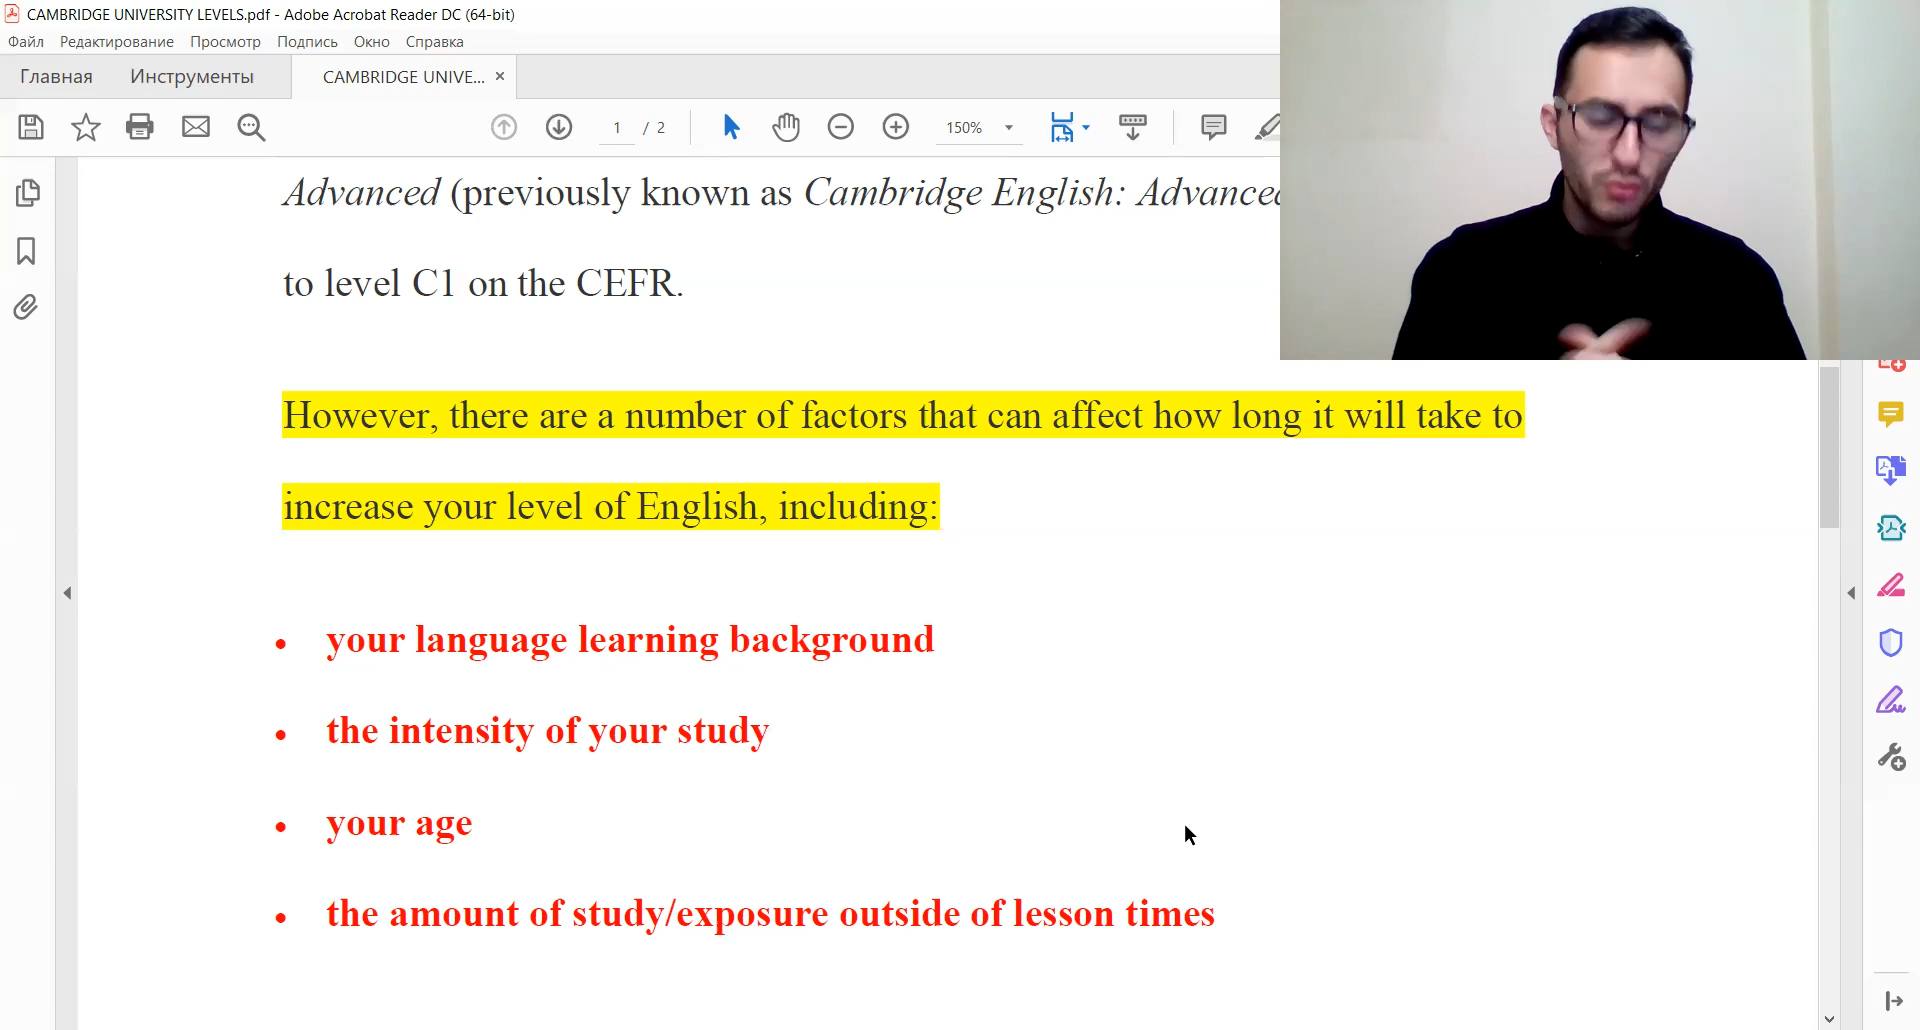 CAMBRIDGE UNIVERSITY LEVELS.pdf - Adobe Acrobat Reader DC (64-bit)
Файл Редактирование Просмотр Подпись Окно Справка
Главная Инструменты CAMBRIDGE UNIVE... ×
1 / 2 150%
Advanced (previously known as Cambridge English: Advanced
to level C1 on the CEFR.
However, there are a number of factors that can affect how long it will take to
increase your level of English, including:
• your language learning background
• the intensity of your study
• your age
• the amount of study/exposure outside of lesson times